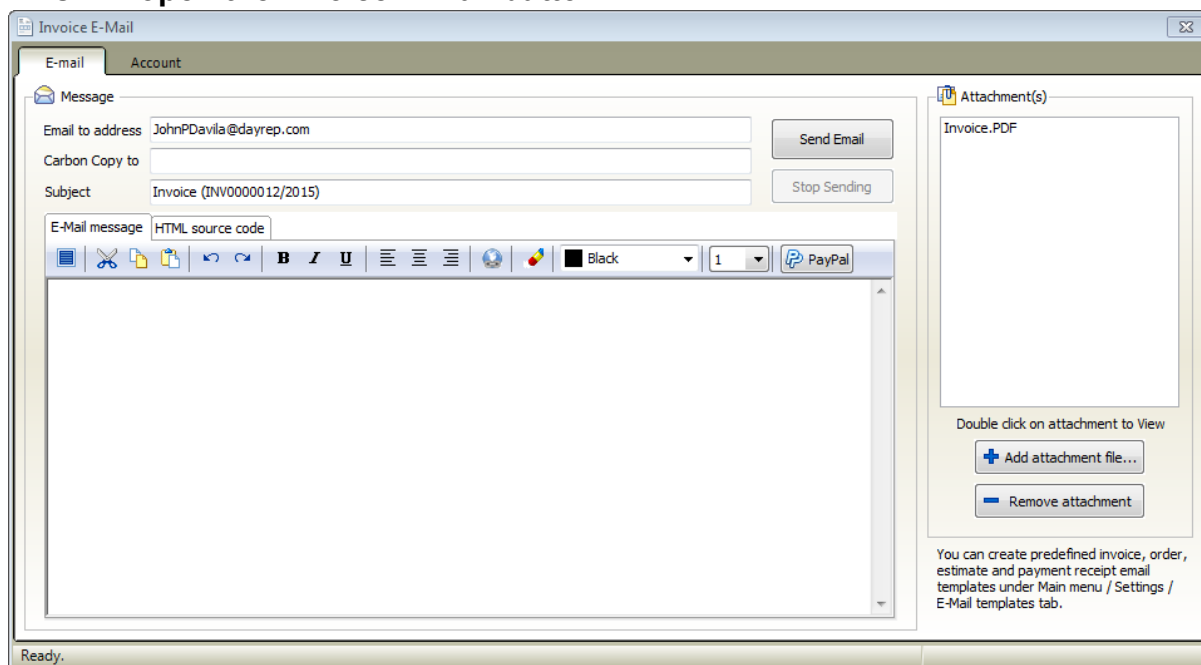 Invoice E-Mail
E-mail Account
Message
Email to address JohnPDavila@dayrep.com
Send Email
Carbon Copy to
Subject Invoice (INV0000012/2015)
Stop Sending
E-Mail message HTML source code
B I U Black 1 PayPal
Attachment(s)
Invoice.PDF
Double click on attachment to View
Add attachment file...
Remove attachment
You can create predefined invoice, order,
estimate and payment receipt email
templates under Main menu / Settings /
E-Mail templates tab.
Ready.